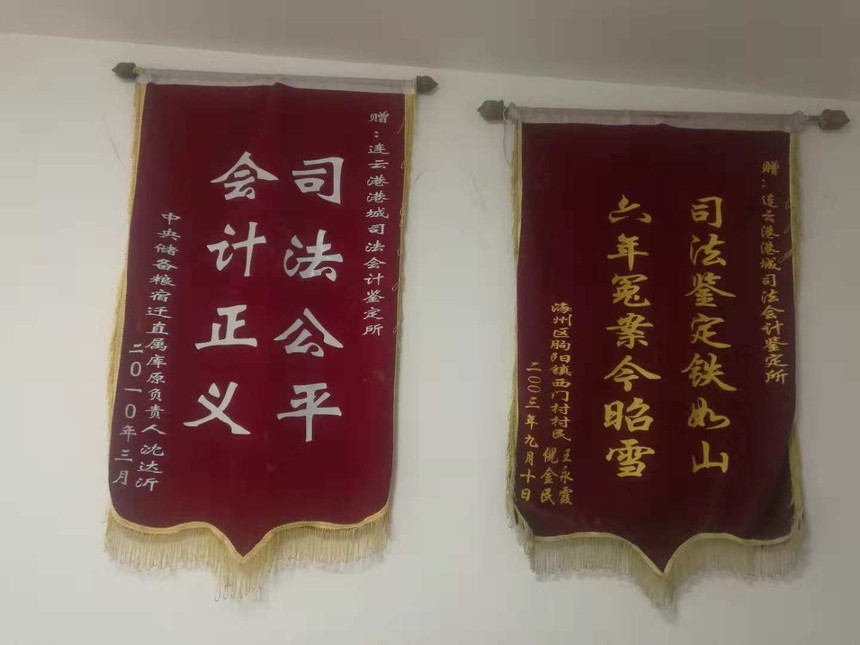 赠：连云港港城司法会计鉴定所
司法公平
会计正义
中央储备粮宿迁直属库原负责人 沈达沂
二〇一〇年三月
赠：连云港港城司法会计鉴定所
司法鉴定铁如山
六年冤案今昭雪
海州区朐阳镇西门村村民 王永霞
倪金民
二〇〇三年九月十日